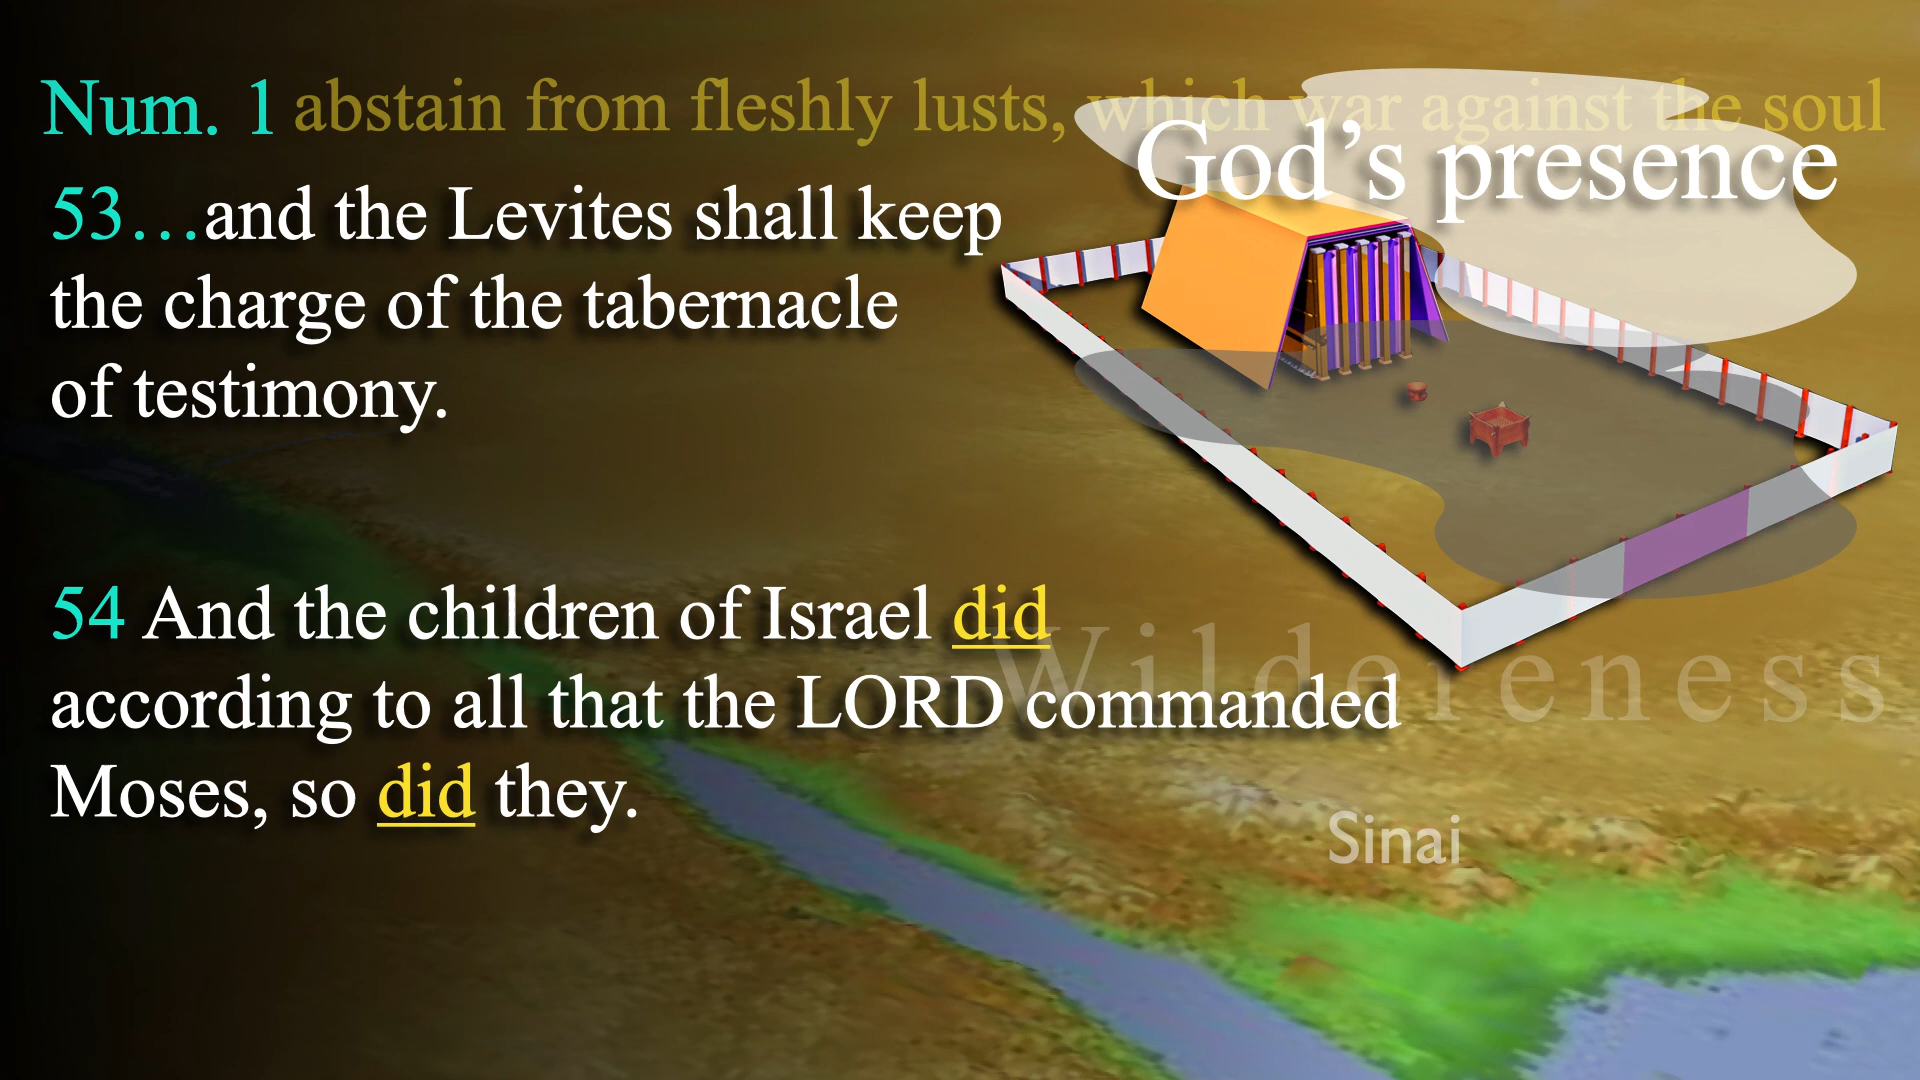 Num. 1 abstain from fleshly lusts, which war against the soul
God’s presence
53…and the Levites shall keep
the charge of the tabernacle
of testimony.
54 And the children of Israel did
according to all that the LORD commanded
Moses, so did they.
Wildereness
Sinai